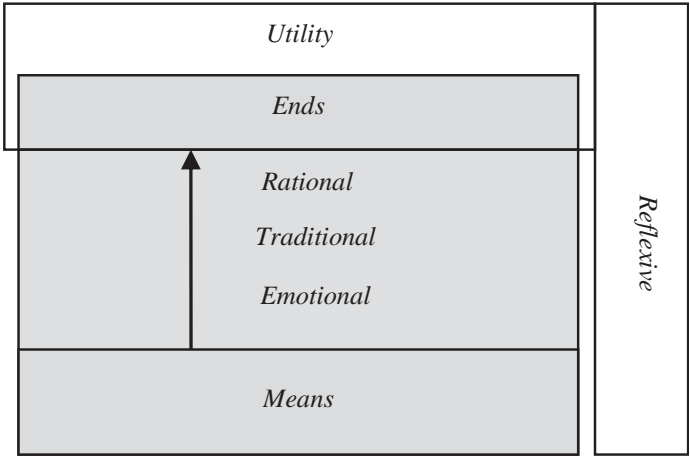 Utility
Ends
Rational
Traditional
Emotional
Means
Reflexive